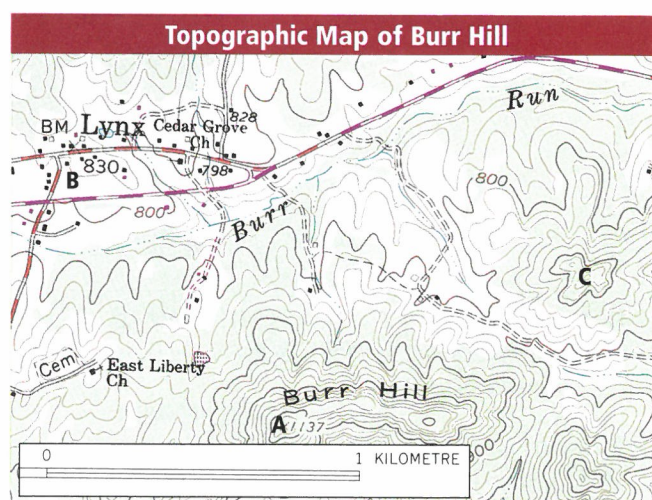 Topographic Map of Burr Hill
Run
828
BM Lynx Cedar Grove
Ch
830 798
B
800
800
Burr
C
Cem
East Liberty
Ch
Burr Hill
A 1137
900
0 1 KILOMETRE